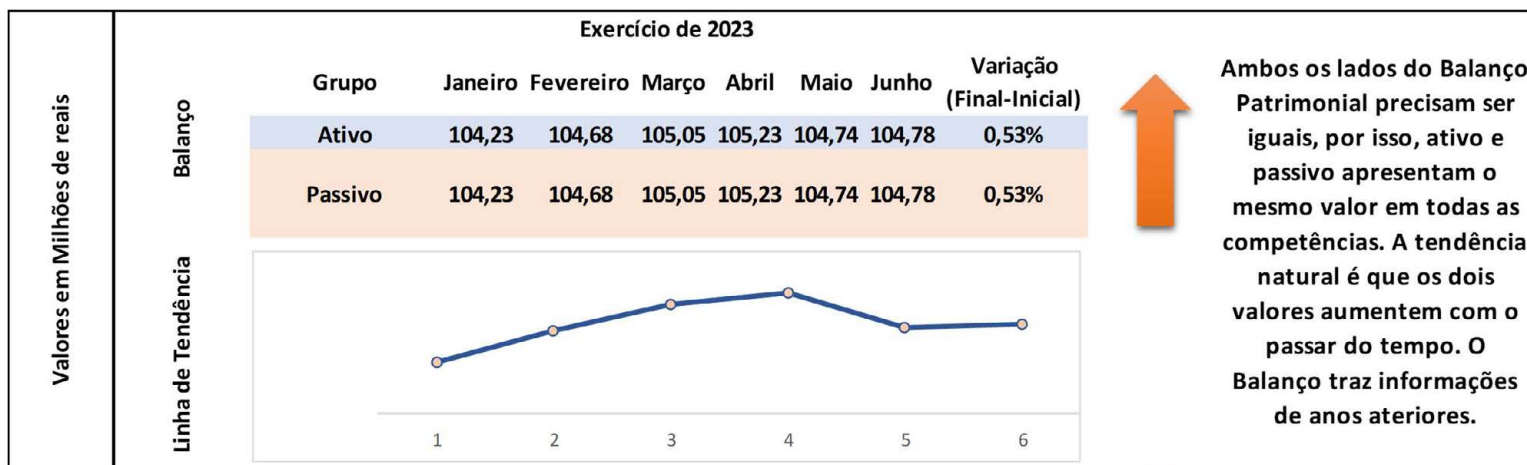 Exercício de 2023
Valores em Milhões de reais
Balanço
Grupo Janeiro Fevereiro Março Abril Maio Junho Variação (Final-Inicial)
Ativo 104,23 104,68 105,05 105,23 104,74 104,78 0,53%
Passivo 104,23 104,68 105,05 105,23 104,74 104,78 0,53%
Linha de Tendência
1 2 3 4 5 6
Ambos os lados do Balanço
Patrimonial precisam ser
iguais, por isso, ativo e
passivo apresentam o
mesmo valor em todas as
competências. A tendência
natural é que os dois
valores aumentem com o
passar do tempo. O
Balanço traz informações
de anos ateriores.